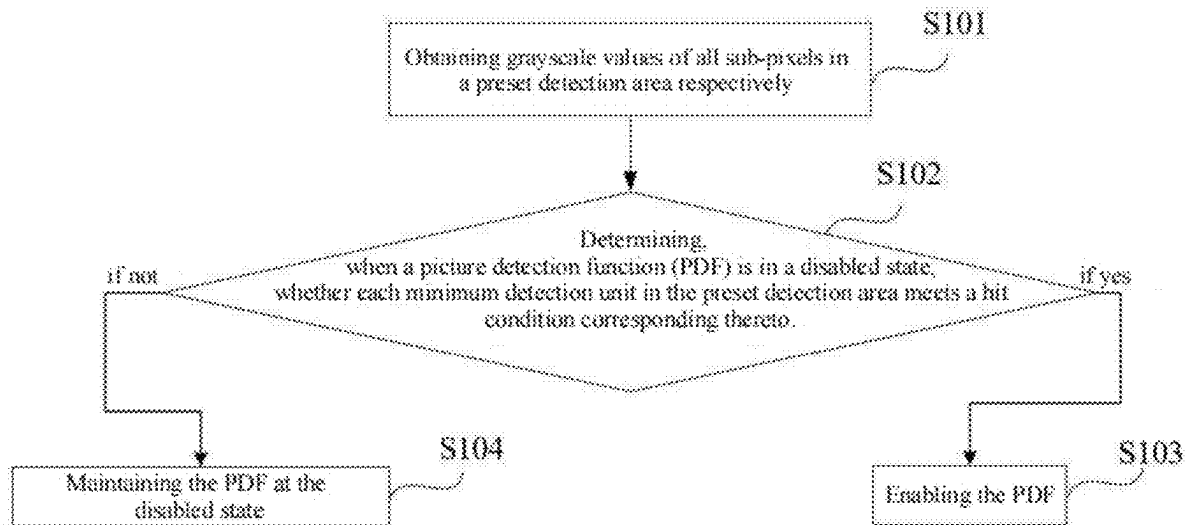 S101
Obtaining grayscale values of all sub-pixels in
a preset detection area respectively
S102
Determining,
when a picture detection function (PDF) is in a disabled state,
whether each minimum detection unit in the preset detection area meets a hit
condition corresponding thereto.
if not
if yes
S104
Maintaining the PDF at the
disabled state
S103
Enabling the PDF